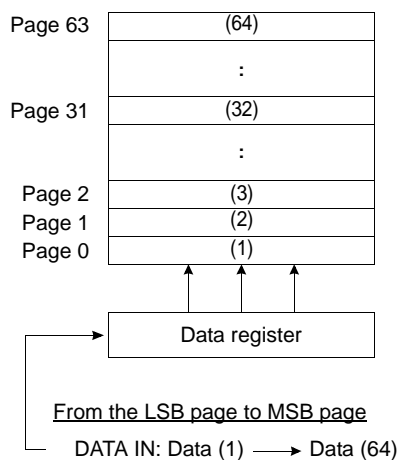 Page 63 (64)
:
Page 31 (32)
:
Page 2 (3)
Page 1 (2)
Page 0 (1)
Data register
From the LSB page to MSB page
DATA IN: Data (1) Data (64)